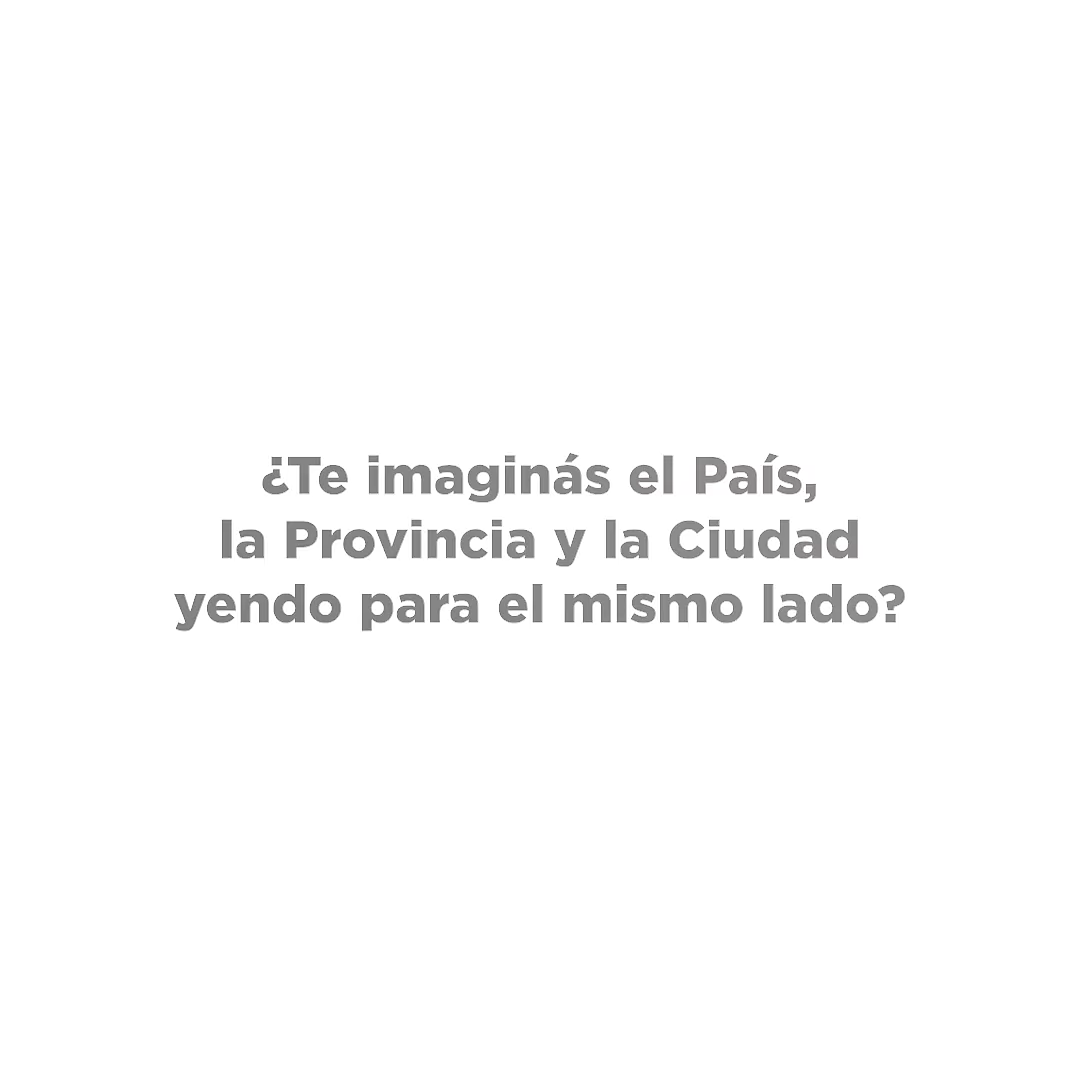 ¿Te imaginás el País,
la Provincia y la Ciudad
yendo para el mismo lado?